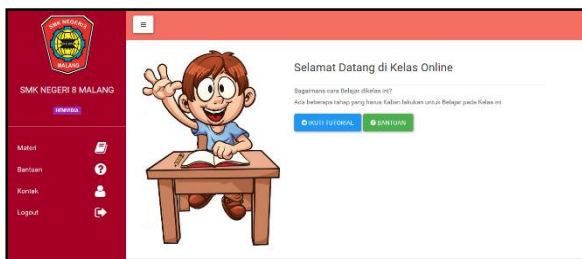 SMK NEGERI 8
MALANG
SMK NEGERI 8 MALANG
Materi
Bantuan
Kontak
Logout
Selamat Datang di Kelas Online
Bagaimana cara Belajar dikelas ini?
Ada beberapa tahap yang harus Kalian lakukan untuk Belajar pada Kelas ini
IKUTI TUTORIAL
BANTUAN